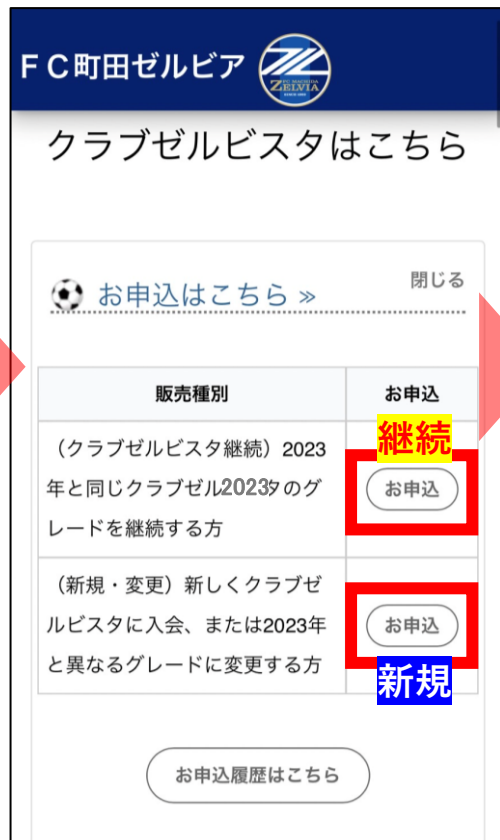 FC町田ゼルビア
FC MACHIDA
ZELVIA
クラブゼルビスタはこちら
お申込はこちら »
閉じる
販売種別
お申込
継続
（クラブゼルビスタ継続）2023
年と同じクラブゼル2023タのグ
レードを継続する方
お申込
（新規・変更）新しくクラブゼ
ルビスタに入会、または2023年
と異なるグレードに変更する方
お申込
新規
お申込履歴はこちら